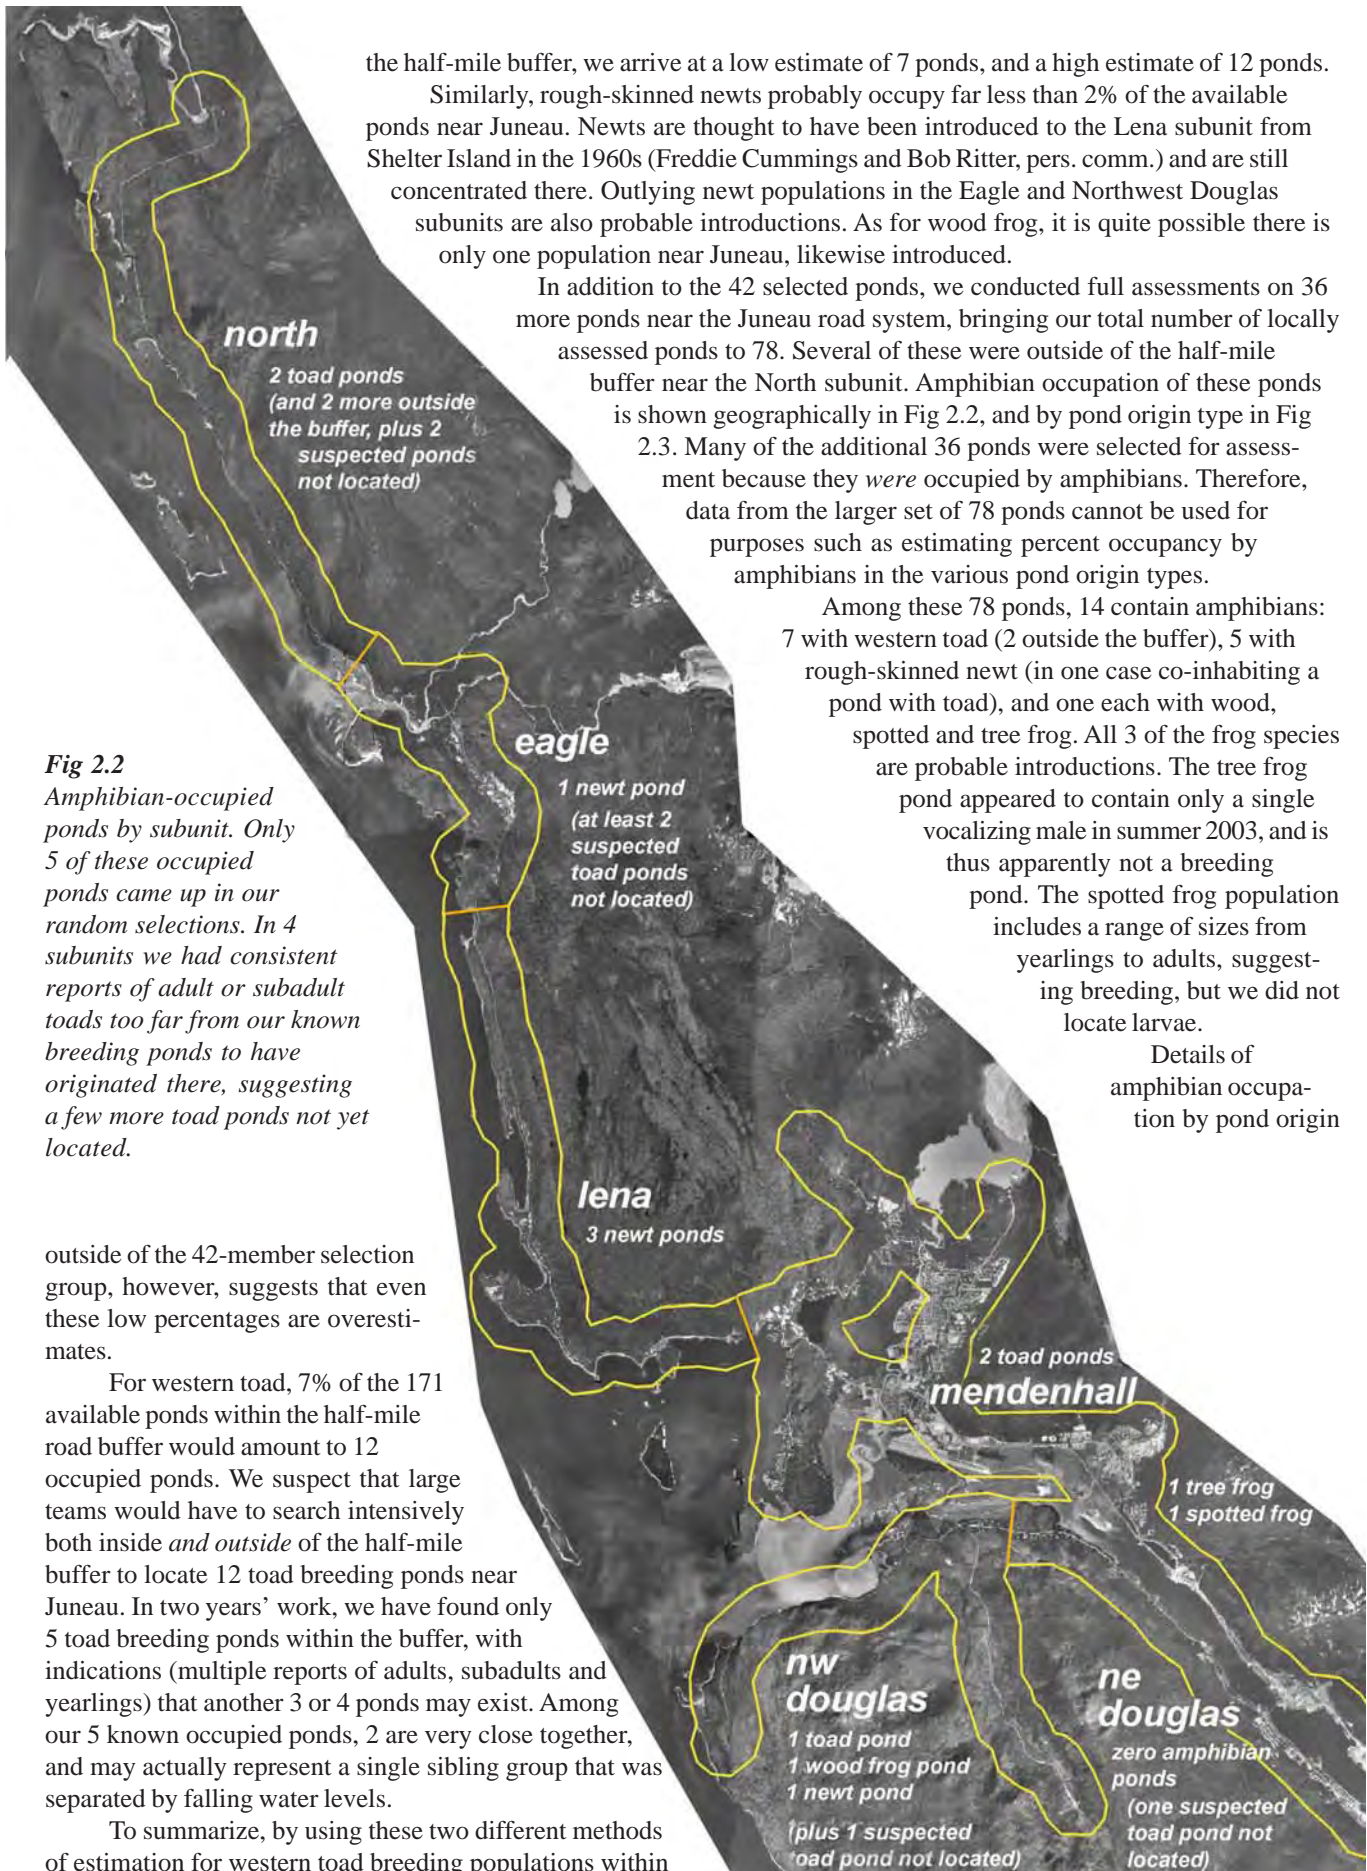 outside of the 42-member selection
group, however, suggests that even
these low percentages are overesti-
mates.
For western toad, 7% of the 171
available ponds within the half-mile
road buffer would amount to 12
occupied ponds. We suspect that large
teams would have to search intensively
both inside and outside of the half-mile
buffer to locate 12 toad breeding ponds near
Juneau. In two years' work, we have found only
5 toad breeding ponds within the buffer, with
indications (multiple reports of adults, subadults and
yearlings) that another 3 or 4 ponds may exist. Among
our 5 known occupied ponds, 2 are very close together,
and may actually represent a single sibling group that was
separated by falling water levels.
To summarize, by using these two different methods
of estimation for western toad breeding populations within
the half-mile buffer, we arrive at a low estimate of 7 ponds, and a high estimate of 12 ponds.
Similarly, rough-skinned newts probably occupy far less than 2% of the available
ponds near Juneau. Newts are thought to have been introduced to the Lena subunit from
Shelter Island in the 1960s (Freddie Cummings and Bob Ritter, pers. comm.) and are still
concentrated there. Outlying newt populations in the Eagle and Northwest Douglas
subunits are also probable introductions. As for wood frog, it is quite possible there is
only one population near Juneau, likewise introduced.
In addition to the 42 selected ponds, we conducted full assessments on 36
more ponds near the Juneau road system, bringing our total number of locally
assessed ponds to 78. Several of these were outside of the half-mile
buffer near the North subunit. Amphibian occupation of these ponds
is shown geographically in Fig 2.2, and by pond origin type in Fig
2.3. Many of the additional 36 ponds were selected for assess-
ment because they were occupied by amphibians. Therefore,
data from the larger set of 78 ponds cannot be used for
purposes such as estimating percent occupancy by
amphibians in the various pond origin types.
Among these 78 ponds, 14 contain amphibians:
7 with western toad (2 outside the buffer), 5 with
rough-skinned newt (in one case co-inhabiting a
pond with toad), and one each with wood,
spotted and tree frog. All 3 of the frog species
are probable introductions. The tree frog
pond appeared to contain only a single
vocalizing male in summer 2003, and is
thus apparently not a breeding
pond. The spotted frog population
includes a range of sizes from
yearlings to adults, suggest-
ing breeding, but we did not
locate larvae.
Details of
amphibian occupa-
tion by pond origin
Fig 2.2
Amphibian-occupied
ponds by subunit. Only
5 of these occupied
ponds came up in our
random selections. In 4
subunits we had consistent
reports of adult or subadult
toads too far from our known
breeding ponds to have
originated there, suggesting
a few more toad ponds not yet
located.
north
2 toad ponds
(and 2 more outside
the buffer, plus 2
suspected ponds
not located)
eagle
1 newt pond
(at least 2
suspected
toad ponds
not located)
lena
3 newt ponds
2 toad ponds
mendenhall
1 tree frog
1 spotted frog
nw
douglas
1 toad pond
1 wood frog pond
1 newt pond
(plus 1 suspected
toad pond not located)
ne
douglas
zero amphibian
ponds
(one suspected
toad pond not
located)